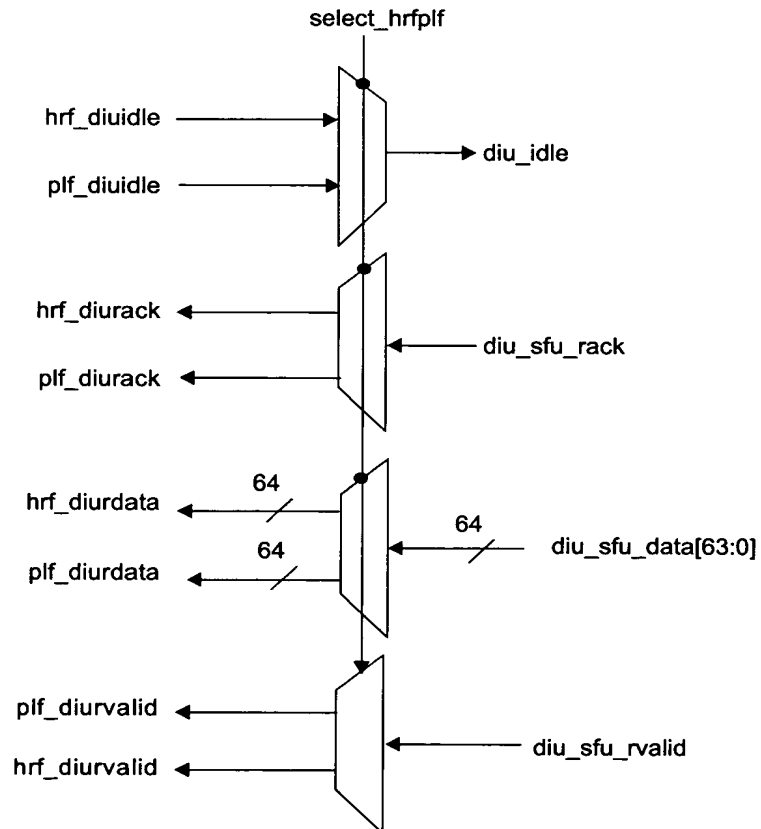 select_hrfplf
hrf_diuidle
diu_idle
plf_diuidle
hrf_diurack
diu_sfu_rack
plf_diurack
64
hrf_diurdata
64
diu_sfu_data[63:0]
64
plf_diurdata
plf_diurvalid
diu_sfu_rvalid
hrf_diurvalid